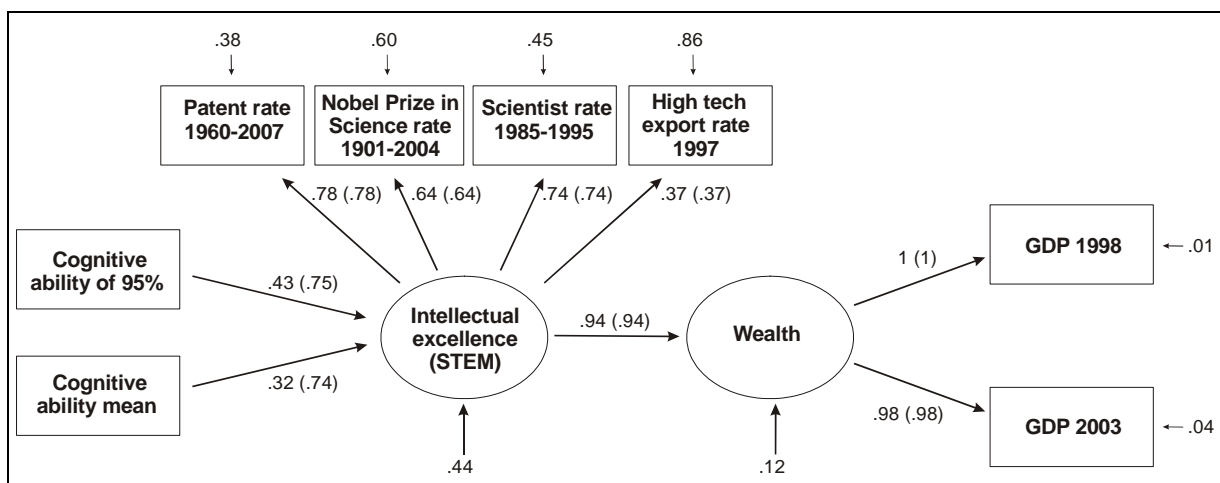 .38
.60
.45
.86
Patent rate
1960-2007
Nobel Prize in
Science rate
1901-2004
Scientist rate
1985-1995
High tech
export rate
1997
.78 (.78)
.64 (.64)
.74 (.74)
.37 (.37)
Cognitive
ability of 95%
.43 (.75)
Cognitive
ability mean
.32 (.74)
Intellectual
excellence
(STEM)
.44
.94 (.94)
Wealth
.12
1 (1)
GDP 1998
.01
.98 (.98)
GDP 2003
.04